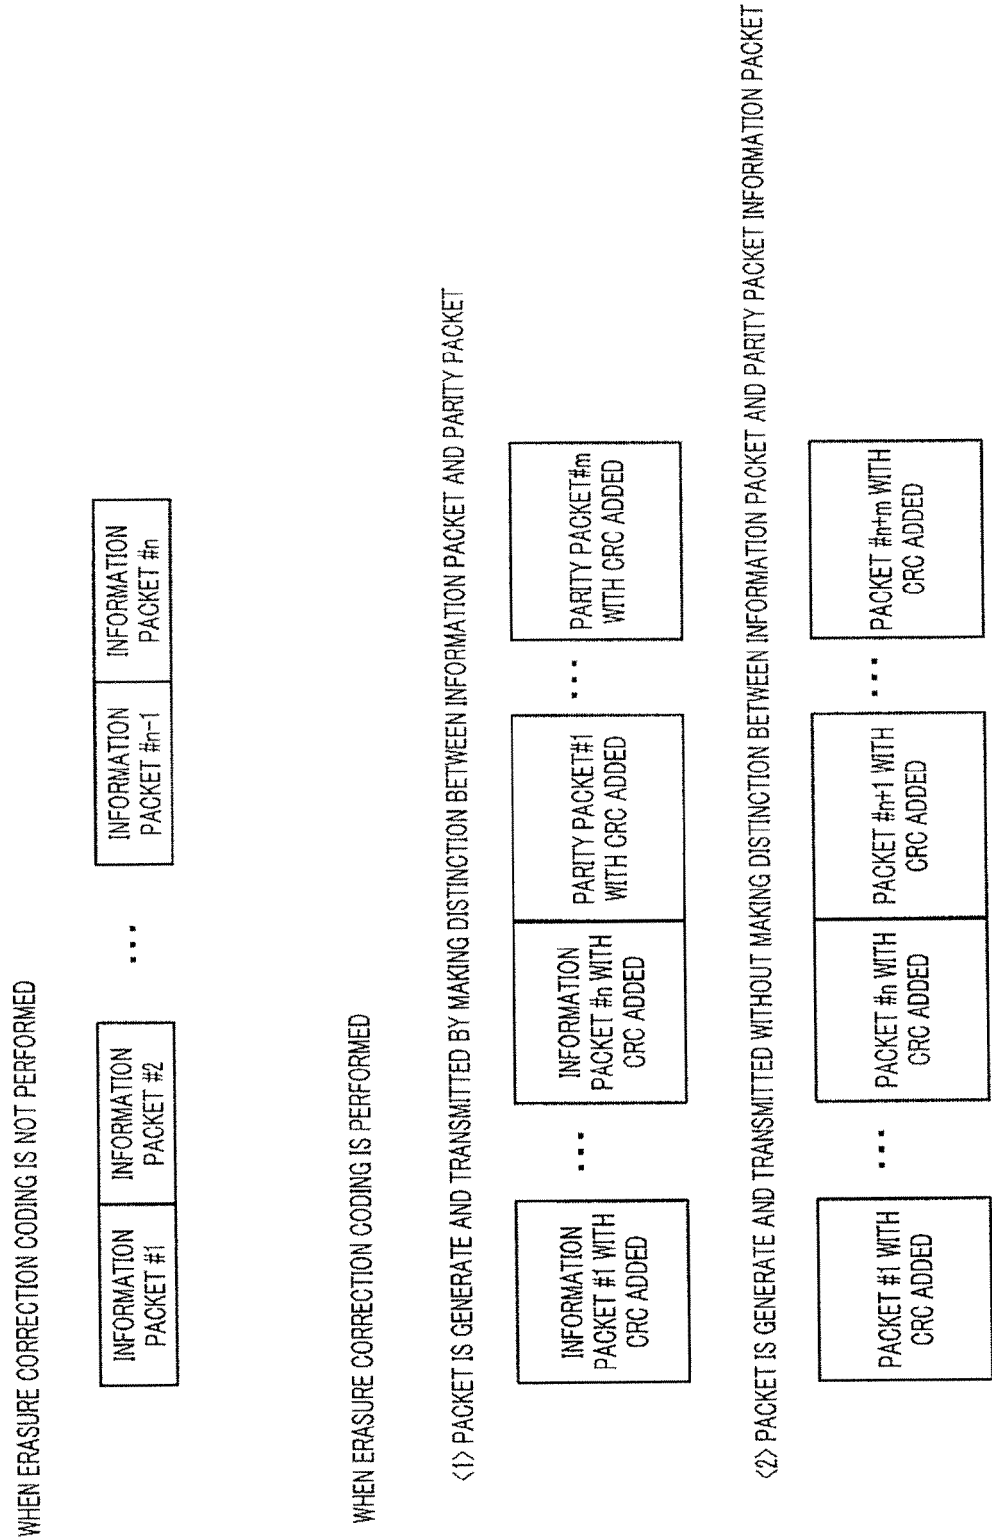 WHEN ERASURE CORRECTION CODING IS NOT PERFORMED
INFORMATION
PACKET #1
INFORMATION
PACKET #2
...
INFORMATION
PACKET #n-1
INFORMATION
PACKET #n
WHEN ERASURE CORRECTION CODING IS PERFORMED
<1> PACKET IS GENERATE AND TRANSMITTED BY MAKING DISTINCTION BETWEEN INFORMATION PACKET AND PARITY PACKET
INFORMATION
PACKET #1 WITH
CRC ADDED
...
INFORMATION
PACKET #n WITH
CRC ADDED
PARITY PACKET#1
WITH CRC ADDED
...
PARITY PACKET#m
WITH CRC ADDED
<2> PACKET IS GENERATE AND TRANSMITTED WITHOUT MAKING DISTINCTION BETWEEN INFORMATION PACKET AND PARITY PACKET INFORMATION PACKET
PACKET #1 WITH
CRC ADDED
...
PACKET #n WITH
CRC ADDED
PACKET #n+1 WITH
CRC ADDED
...
PACKET #n+m WITH
CRC ADDED